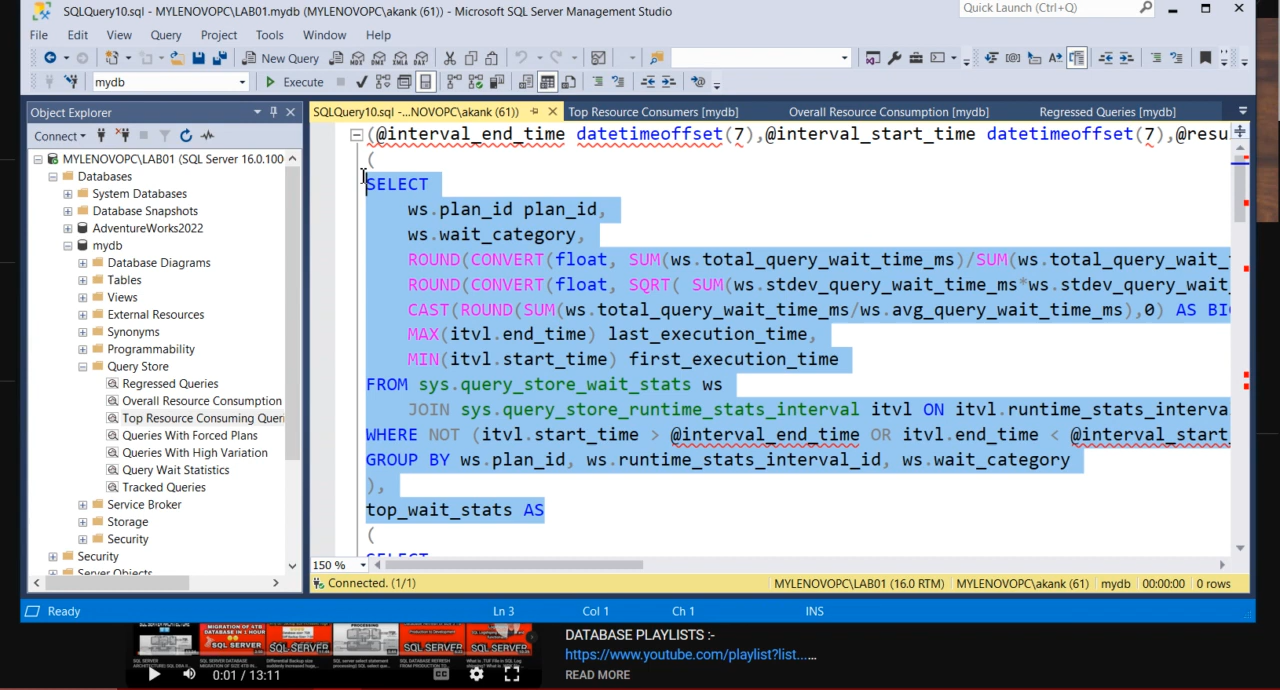 SQLQuery10.sql - MYLENOVOPC\LAB01.mydb (MYLENOVOPC\akank (61)) - Microsoft SQL Server Management Studio
Quick Launch (Ctrl+Q)
File Edit View Query Project Tools Window Help
New Query
mydb
Execute
Object Explorer
Connect
MYLENOVOPC\LAB01 (SQL Server 16.0.100
Databases
System Databases
Database Snapshots
AdventureWorks2022
mydb
Database Diagrams
Tables
Views
External Resources
Synonyms
Programmability
Query Store
Regressed Queries
Overall Resource Consumption
Top Resource Consuming Quer
Queries With Forced Plans
Queries With High Variation
Query Wait Statistics
Tracked Queries
Service Broker
Storage
Security
Security
Server Objects
SQLQuery10.sql -...NOVOPC\akank (61))
Top Resource Consumers [mydb]
Overall Resource Consumption [mydb]
Regressed Queries [mydb]
(@interval_end_time datetimeoffset(7),@interval_start_time datetimeoffset(7),@resu
(
SELECT
ws.plan_id plan_id,
ws.wait_category,
ROUND(CONVERT(float, SUM(ws.total_query_wait_time_ms)/SUM(ws.total_query_wait_
ROUND(CONVERT(float, SQRT( SUM(ws.stdev_query_wait_time_ms*ws.stdev_query_wait_
CAST(ROUND(SUM(ws.total_query_wait_time_ms/ws.avg_query_wait_time_ms),0) AS BI
MAX(itvl.end_time) last_execution_time,
MIN(itvl.start_time) first_execution_time
FROM sys.query_store_wait_stats ws
JOIN sys.query_store_runtime_stats_interval itvl ON itvl.runtime_stats_interva
WHERE NOT (itvl.start_time > @interval_end_time OR itvl.end_time < @interval_start_
GROUP BY ws.plan_id, ws.runtime_stats_interval_id, ws.wait_category
),
top_wait_stats AS
(
SELECT
150 %
Connected. (1/1)
MYLENOVOPC\LAB01 (16.0 RTM) MYLENOVOPC\akank (61) mydb 00:00:00 0 rows
Ready
Ln 3 Col 1 Ch 1 INS
DATABASE PLAYLISTS :-
https://www.youtube.com/playlist?list...…
READ MORE
0:01 / 13:11